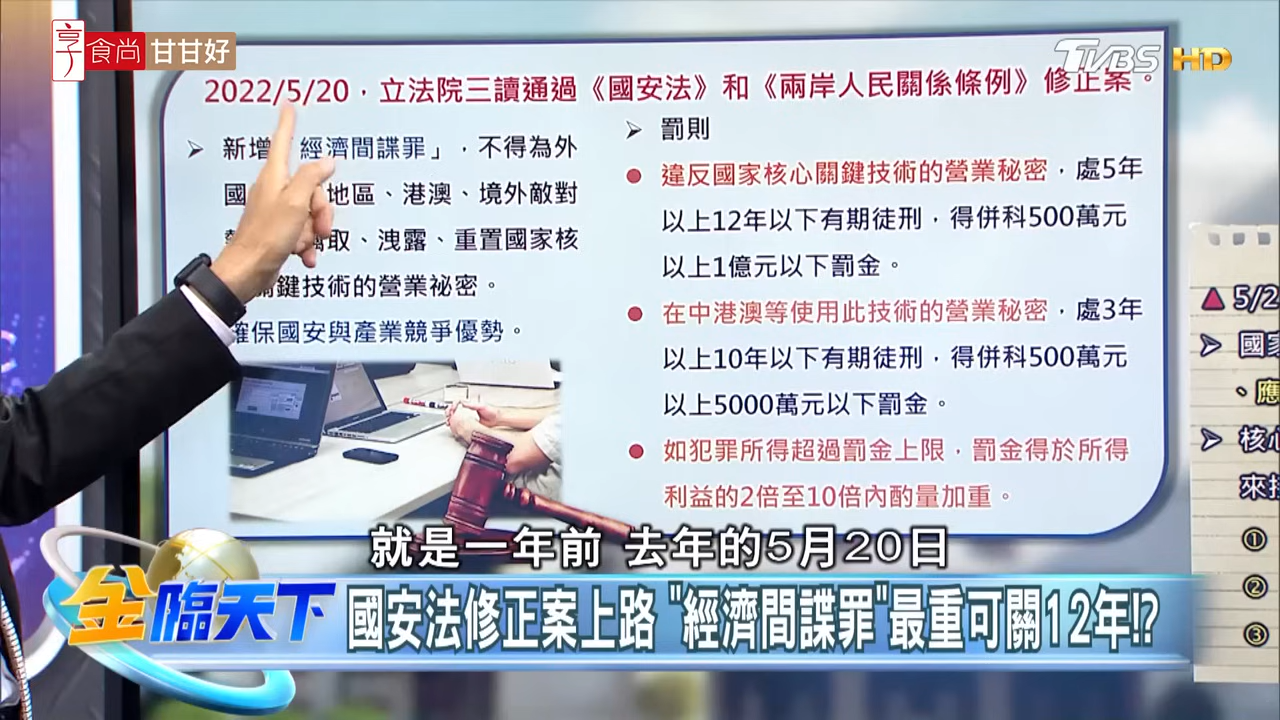 享
食尚
甘甘好
TVBS HD
2022/5/20,立法院三讀通過《國安法》和《兩岸人民關係條例》修正案。
➢ 新增 經濟間諜罪」,不得為外
國 地區、港澳、境外敵對
取、洩露、重置國家核
鍵技術的營業祕密。
確保國安與產業競爭優勢。
➢ 罰則
● 違反國家核心關鍵技術的營業秘密,處5年
以上12年以下有期徒刑,得併科500萬元
以上1億元以下罰金。
● 在中港澳等使用此技術的營業秘密,處3年
以上10年以下有期徒刑,得併科500萬元
以上5000萬元以下罰金。
● 如犯罪所得超過罰金上限,罰金得於所得
利益的2倍至10倍內酌量加重。
▲ 5/2
➢ 國家
、應
➢ 核心
來
①
②
③
就是一年前 去年的5月20日
金臨天下
國安法修正案上路 "經濟間諜罪"最重可關12年!?